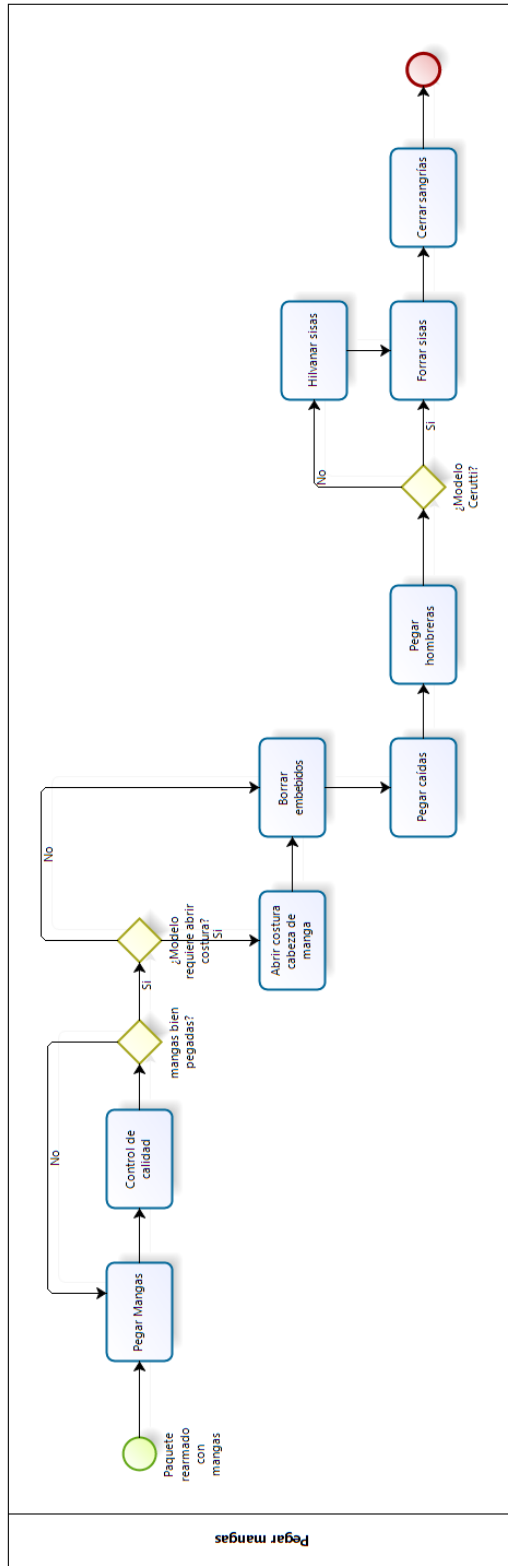 Pegar mangas
Paquete
rearmado
con
mangas
Pegar Mangas
Control de
calidad
mangas bien
pegadas?
No
Si
¿Modelo
requiere abrir
costura?
No
Si
Abrir costura
cabeza de
manga
Borrar
embebidos
Pegar caídas
Pegar
hombreras
¿Modelo
Cerutti?
No
Si
Hilvanar sisas
Forrar sisas
Cerrar sangrías